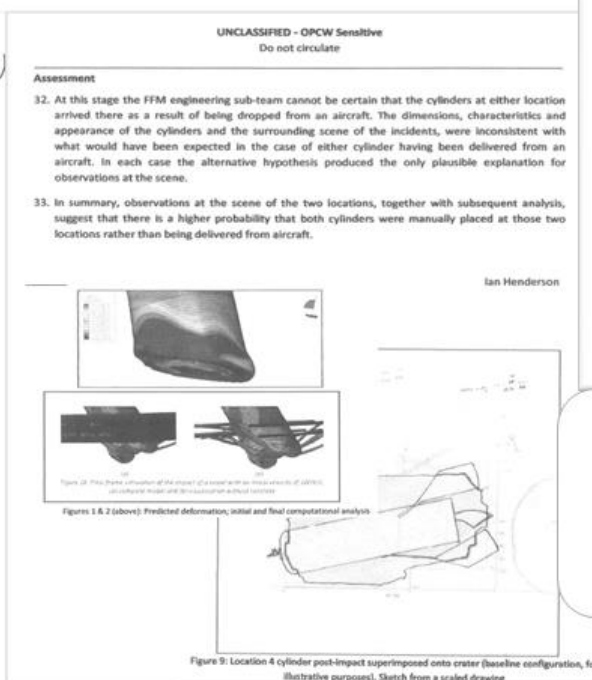 UNCLASSIFIED - OPCW Sensitive
Do not circulate
Assessment
32. At this stage the FFM engineering sub-team cannot be certain that the cylinders at either location
arrived there as a result of being dropped from an aircraft. The dimensions, characteristics and
appearance of the cylinders and the surrounding scene of the incidents, were inconsistent with
what would have been expected in the case of either cylinder having been delivered from an
aircraft. In each case the alternative hypothesis produced the only plausible explanation for
observations at the scene.
33. In summary, observations at the scene of the two locations, together with subsequent analysis,
suggest that there is a higher probability that both cylinders were manually placed at those two
locations rather than being delivered from aircraft.
Ian Henderson
Figures 1 & 2 (above): Predicted deformation; initial and final computational analysis
Figure 9: Location 4 cylinder post-impact superimposed onto crater (baseline configuration, fo
illustrative purposes). Sketch from a scaled drawing